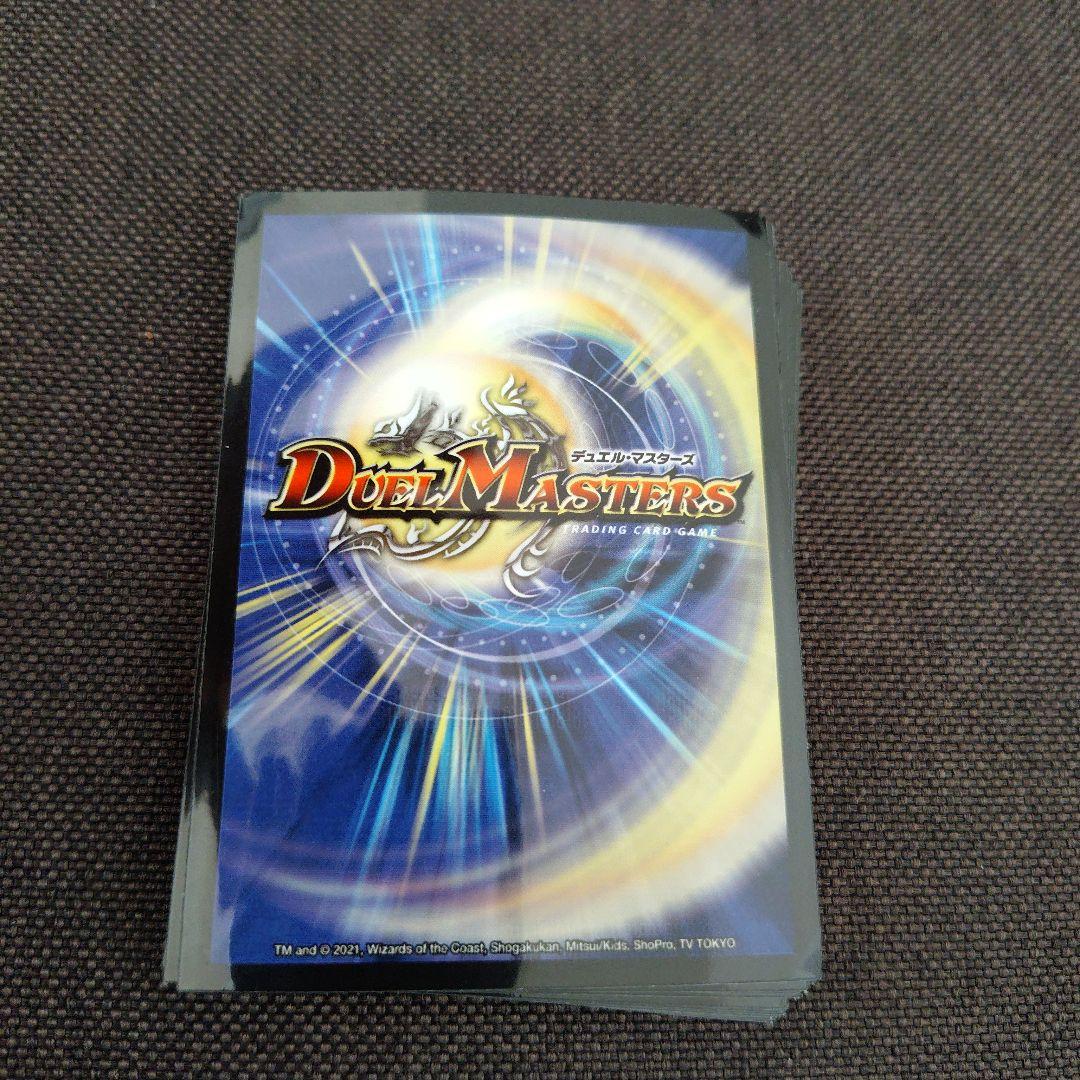 デュエル・マスターズ
DUEL MASTERS™
TRADING CARD GAME
TM and © 2021, Wizards of the Coast, Shogakukan, Mitsui/Kids, ShoPro, TV TOKYO